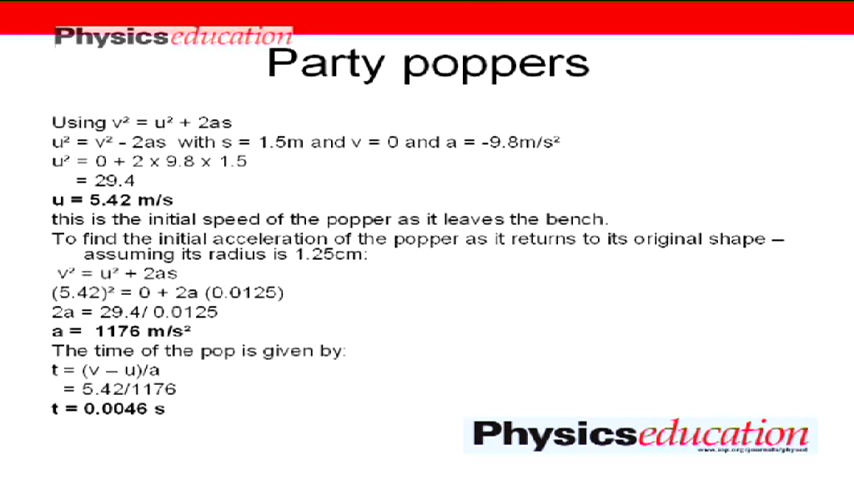 Physicseducation
Party poppers
Using v² = u² + 2as
u² = v² - 2as with s = 1.5m and v = 0 and a = -9.8m/s²
u² = 0 + 2 x 9.8 x 1.5
= 29.4
u = 5.42 m/s
this is the initial speed of the popper as it leaves the bench.
To find the initial acceleration of the popper as it returns to its original shape –
assuming its radius is 1.25cm:
v² = u² + 2as
(5.42)² = 0 + 2a (0.0125)
2a = 29.4/ 0.0125
a = 1176 m/s²
The time of the pop is given by:
t = (v – u)/a
= 5.42/1176
t = 0.0046 s
Physicseducation
www.iop.org/journals/physed